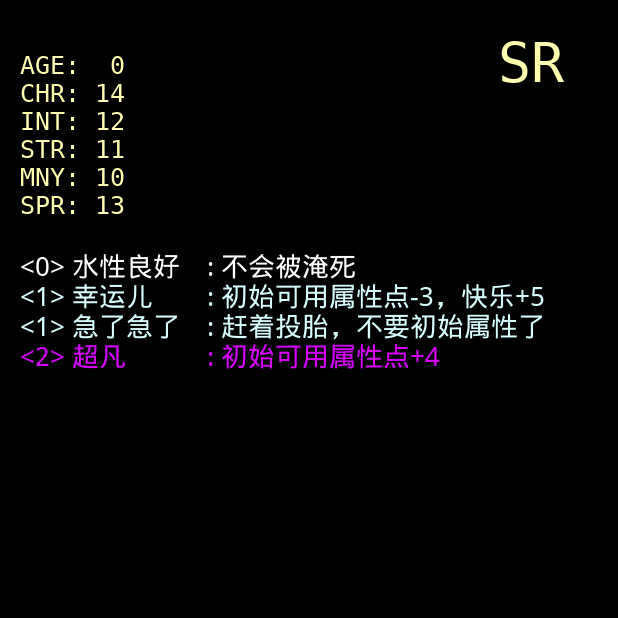 SR
AGE:  0
CHR: 14
INT: 12
STR: 11
MNY: 10
SPR: 13
<0> 水性良好 : 不会被淹死
<1> 幸运儿 : 初始可用属性点-3，快乐+5
<1> 急了急了 : 赶着投胎，不要初始属性了
<2> 超凡 : 初始可用属性点+4